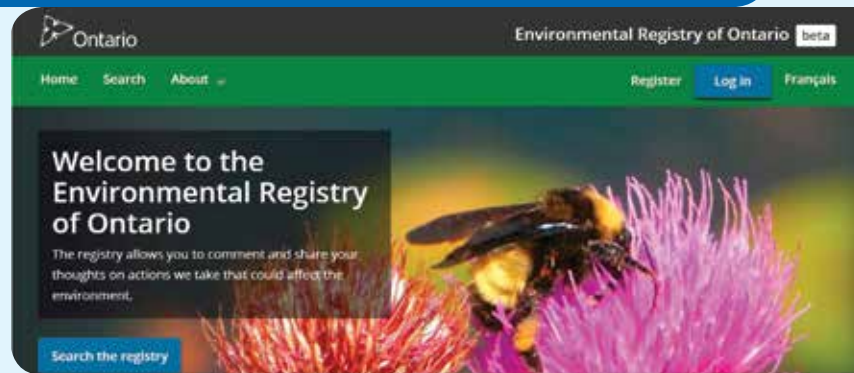 Ontario
Environmental Registry of Ontario beta
Home Search About
Register Log in Français
Welcome to the
Environmental Registry
of Ontario
The registry allows you to comment and share your
thoughts on actions we take that could affect the
environment.
Search the registry